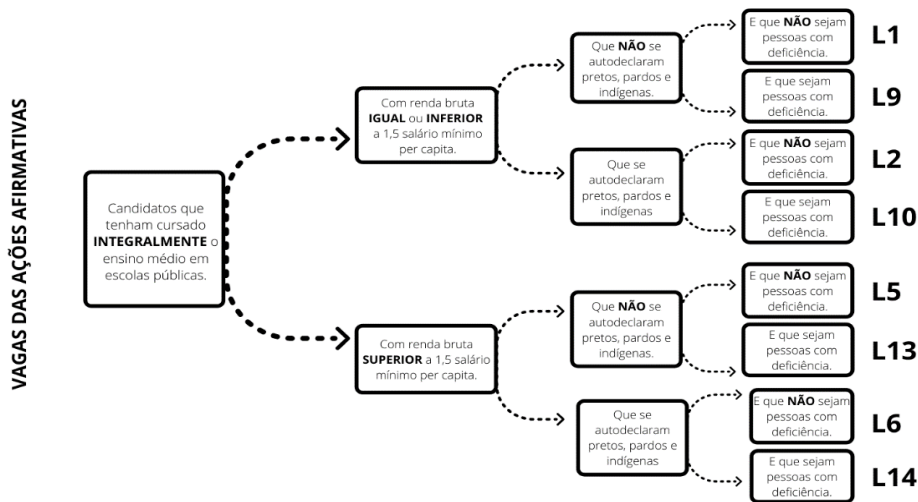 VAGAS DAS AÇÕES AFIRMATIVAS
Candidatos que
tenham cursado
INTEGRALMENTE o
ensino médio em
escolas públicas.
Com renda bruta
IGUAL ou INFERIOR
a 1,5 salário mínimo
per capita.
Que NÃO se
autodeclaram
pretos, pardos e
indígenas.
E que NÃO sejam
pessoas com
deficiência.
L1
E que sejam
pessoas com
deficiência.
L9
Que se
autodeclaram
pretos, pardos e
indígenas
E que NÃO sejam
pessoas com
deficiência.
L2
E que sejam
pessoas com
deficiência.
L10
Com renda bruta
SUPERIOR a 1,5 salário
mínimo per capita.
Que NÃO se
autodeclaram
pretos, pardos e
indígenas.
E que NÃO sejam
pessoas com
deficiência.
L5
E que sejam
pessoas com
deficiência.
L13
Que se
autodeclaram
pretos, pardos e
indígenas
E que NÃO sejam
pessoas com
deficiência.
L6
E que sejam
pessoas com
deficiência.
L14